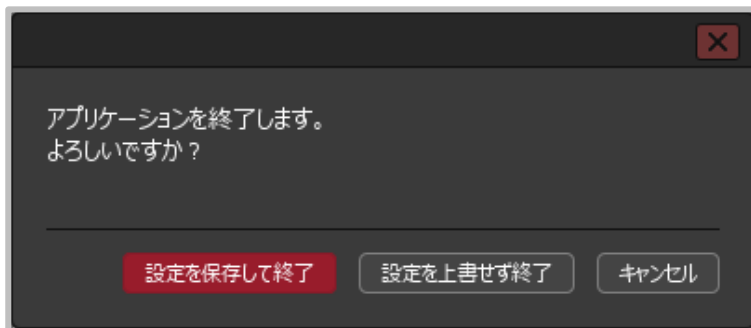 アプリケーションを終了します。
よろしいですか？
設定を保存して終了
設定を上書せず終了
キャンセル